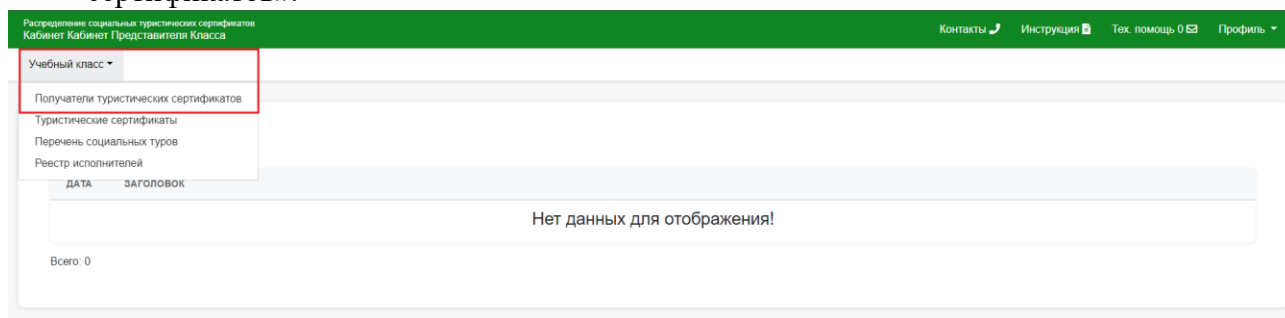 сертификатов».
Распределение социальных туристических сертификатов
Кабинет Кабинет Представителя Класса
Контакты Инструкция Тех. помощь 0 Профиль
Учебный класс
Получатели туристических сертификатов
Туристические сертификаты
Перечень социальных туров
Реестр исполнителей
ДАТА ЗАГОЛОВОК
Нет данных для отображения!
Всего: 0